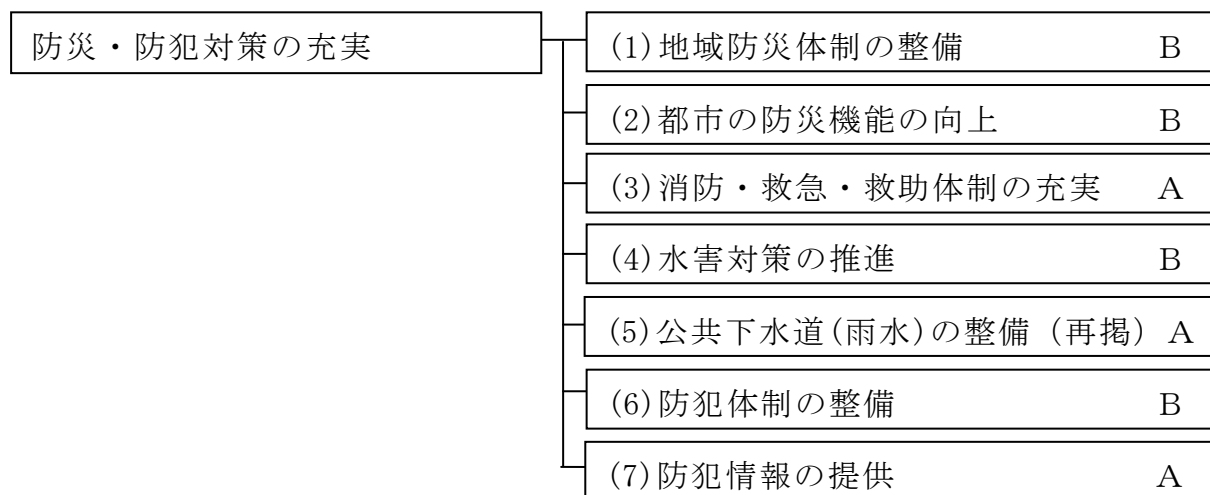 防災・防犯対策の充実
(1)地域防災体制の整備 B
(2)都市の防災機能の向上 B
(3)消防・救急・救助体制の充実 A
(4)水害対策の推進 B
(5)公共下水道(雨水)の整備（再掲）A
(6)防犯体制の整備 B
(7)防犯情報の提供 A